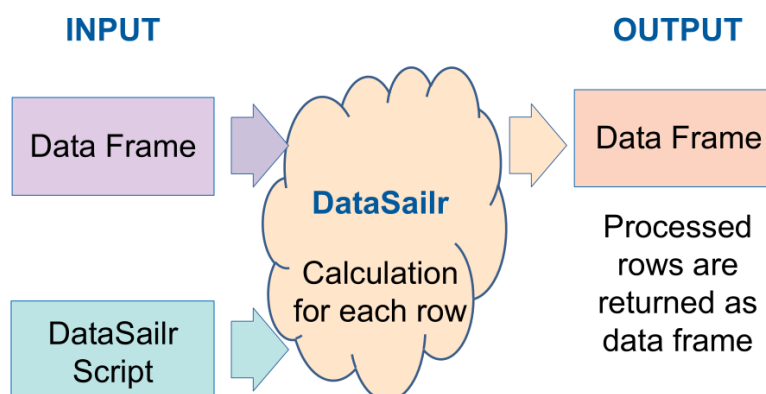 INPUT
OUTPUT
Data Frame
DataSailr
Calculation
for each row
Data Frame
Processed
rows are
returned as
data frame
DataSailr
Script